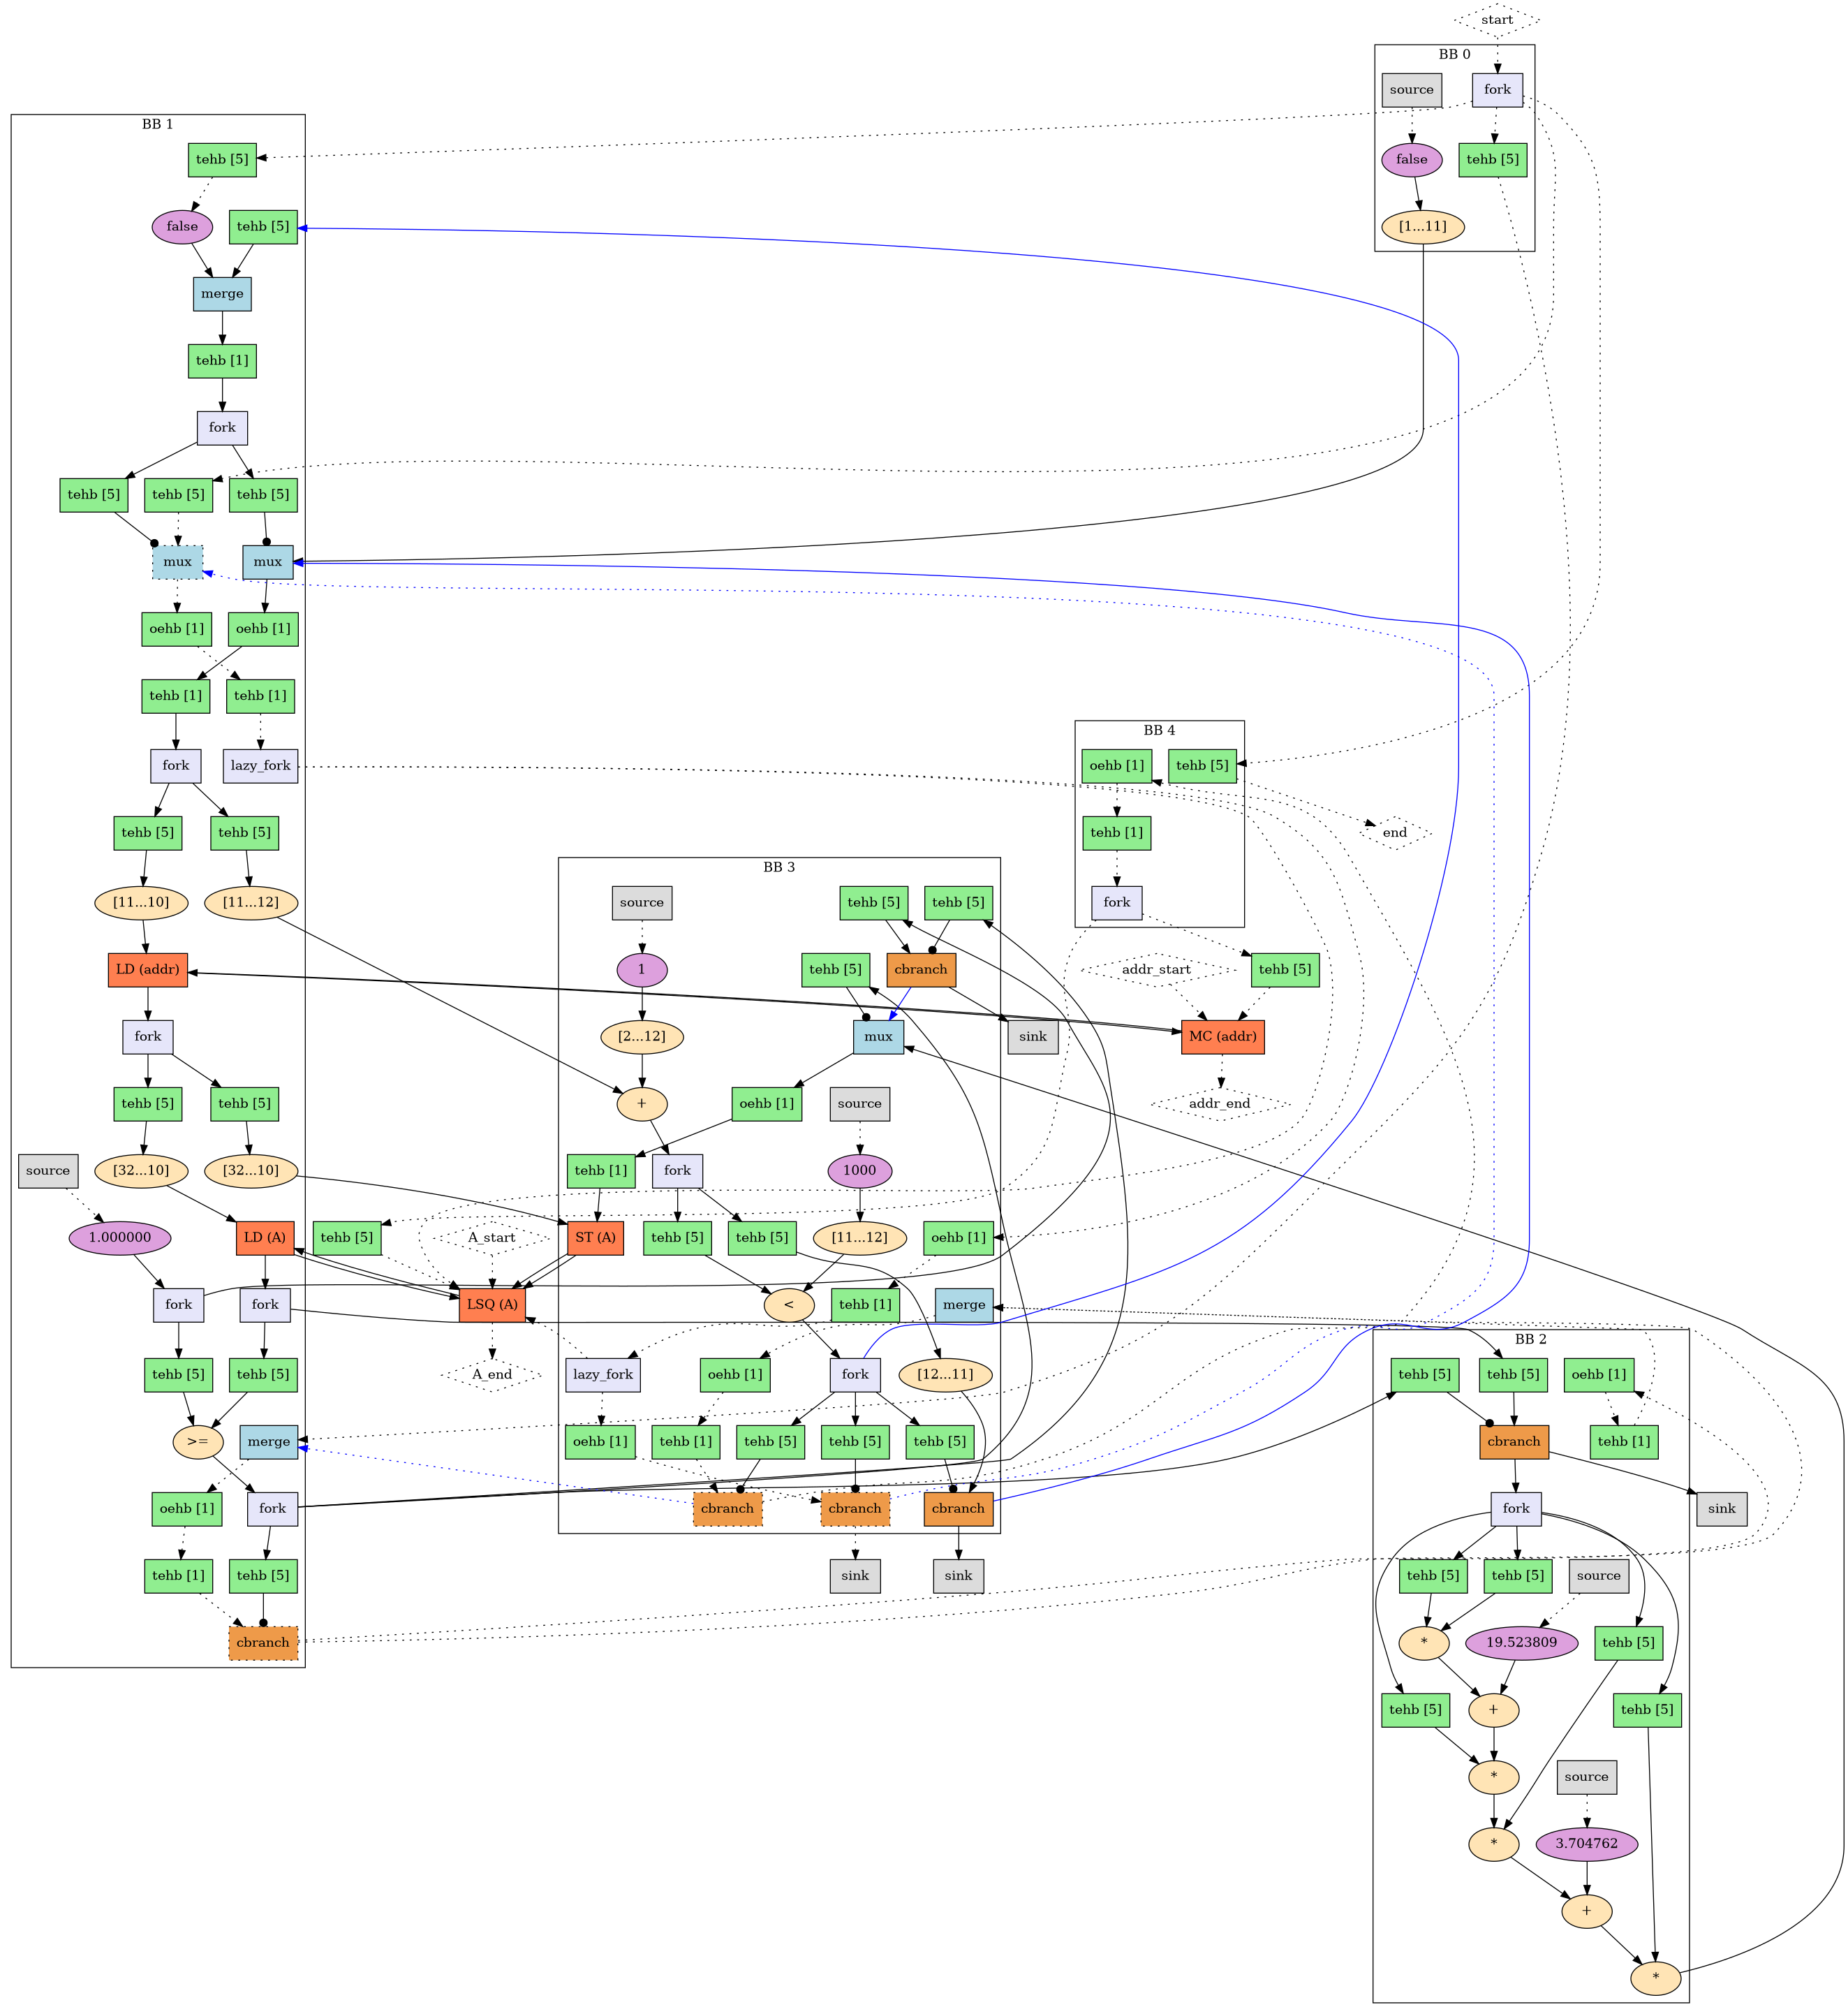 start
BB 0
source
fork
false
tehb [5]
[1...11]
BB 1
tehb [5]
false
tehb [5]
merge
tehb [1]
fork
tehb [5]
tehb [5]
tehb [5]
mux
mux
oehb [1]
oehb [1]
tehb [1]
tehb [1]
fork
lazy_fork
tehb [5]
tehb [5]
[11...10]
[11...12]
LD (addr)
fork
tehb [5]
tehb [5]
source
[32...10]
[32...10]
1.000000
LD (A)
fork
fork
tehb [5]
tehb [5]
>=
merge
oehb [1]
fork
tehb [1]
tehb [5]
cbranch
BB 4
oehb [1]
tehb [5]
tehb [1]
fork
end
addr_start
tehb [5]
MC (addr)
addr_end
BB 3
source
tehb [5]
tehb [5]
1
tehb [5]
cbranch
[2...12]
mux
sink
+
oehb [1]
source
tehb [1]
fork
1000
tehb [5]
A_start
ST (A)
tehb [5]
tehb [5]
[11...12]
oehb [1]
LSQ (A)
<
tehb [1]
merge
A_end
lazy_fork
oehb [1]
fork
[12...11]
oehb [1]
tehb [1]
tehb [5]
tehb [5]
tehb [5]
cbranch
cbranch
cbranch
sink
sink
BB 2
tehb [5]
tehb [5]
oehb [1]
cbranch
tehb [1]
fork
sink
tehb [5]
tehb [5]
source
*
19.523809
tehb [5]
tehb [5]
+
tehb [5]
*
source
*
3.704762
+
*